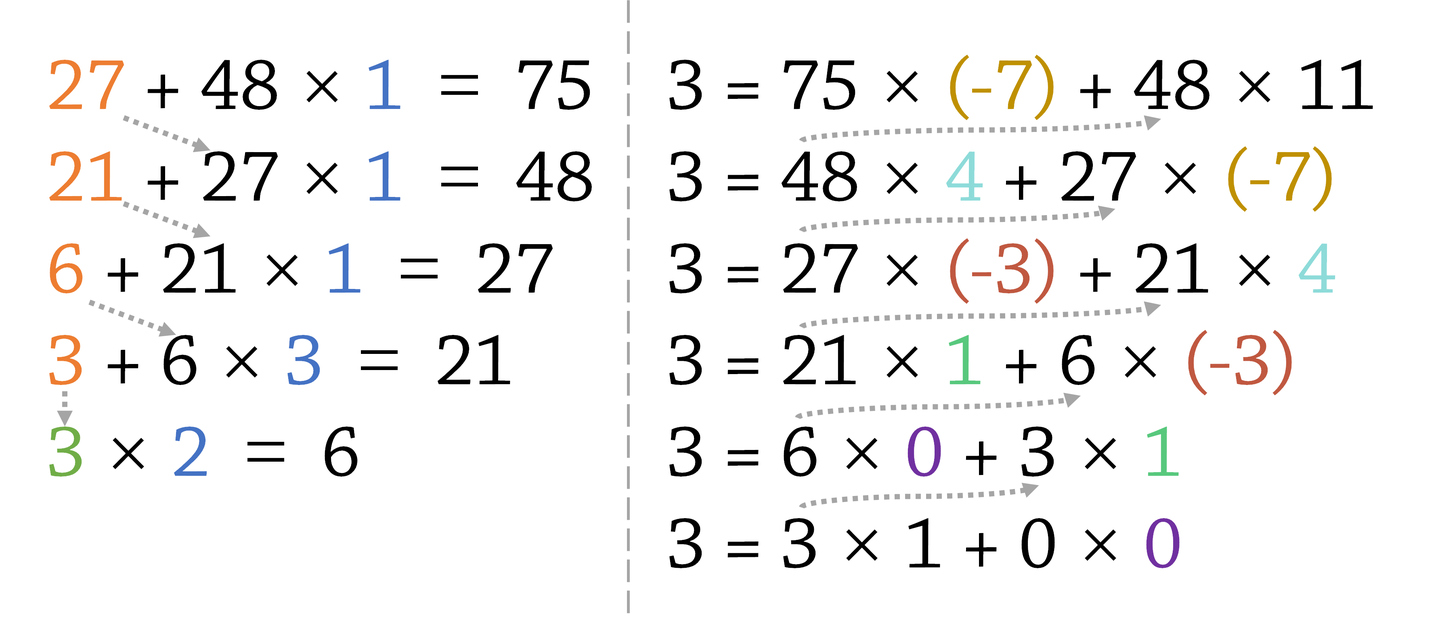 27 + 48 × 1 = 75
21 + 27 × 1 = 48
6 + 21 × 1 = 27
3 + 6 × 3 = 21
3 × 2 = 6
3 = 75 × (-7) + 48 × 11
3 = 48 × 4 + 27 × (-7)
3 = 27 × (-3) + 21 × 4
3 = 21 × 1 + 6 × (-3)
3 = 6 × 0 + 3 × 1
3 = 3 × 1 + 0 × 0